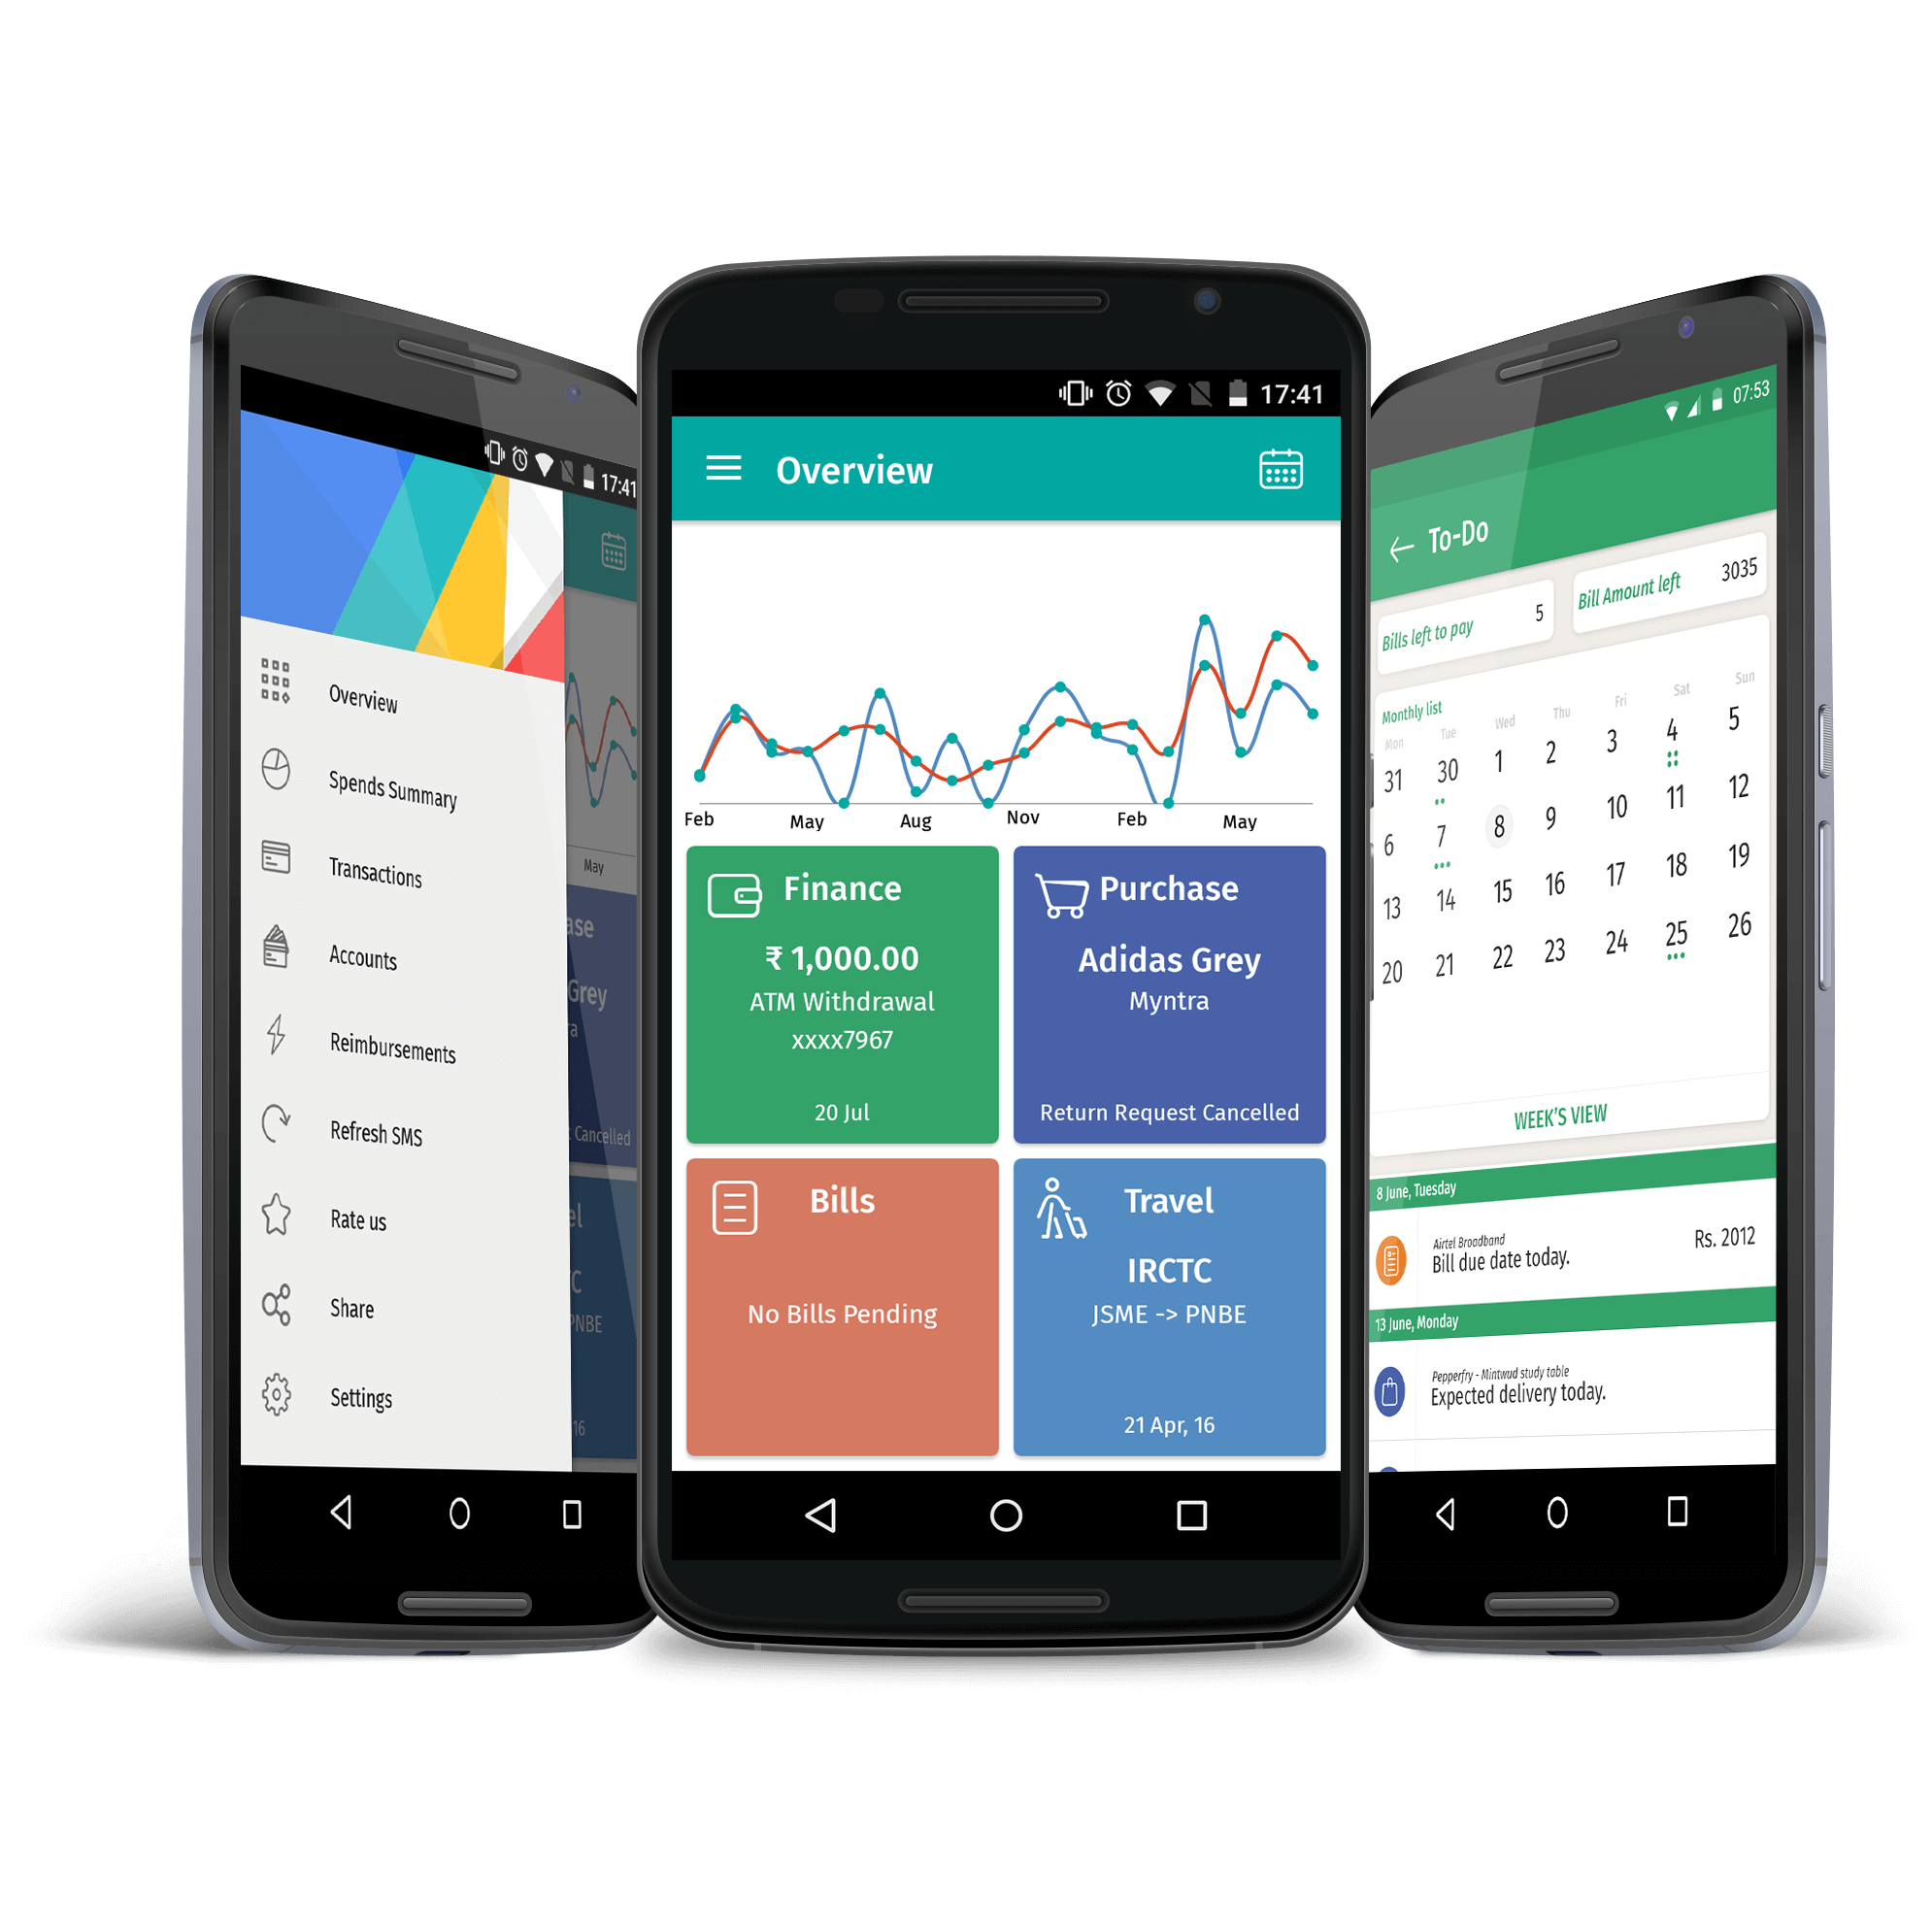 17:41
Overview
Spends Summary
Transactions
Accounts
Reimbursements
Refresh SMS
Rate us
Share
Settings
May
ase
Grey
ra
t Cancelled
el
C
PNBE
16
17:41
Overview
Feb May Aug Nov Feb May
Finance
₹ 1,000.00
ATM Withdrawal
xxxx7967
20 Jul
Purchase
Adidas Grey
Myntra
Return Request Cancelled
Bills
No Bills Pending
Travel
IRCTC
JSME -> PNBE
21 Apr, 16
07:53
To-Do
Bills left to pay 5
Bill Amount left 3035
Monthly list
Mon Tue Wed Thu Fri Sat Sun
31 30 1 2 3 4 5
6 7 8 9 10 11 12
13 14 15 16 17 18 19
20 21 22 23 24 25 26
WEEK'S VIEW
8 June, Tuesday
Airtel Broadband
Bill due date today.
Rs. 2012
13 June, Monday
Pepperfry - Mintwud study table
Expected delivery today.